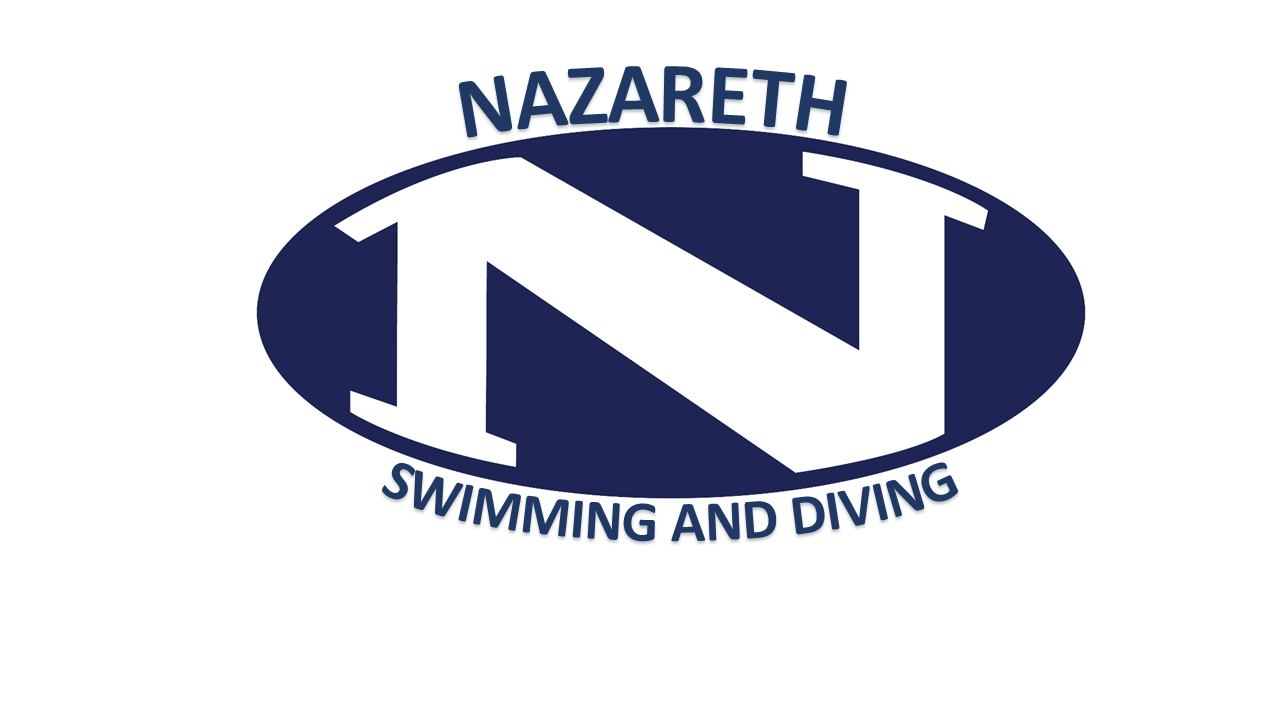 NAZARETH
N
SWIMMING AND DIVING